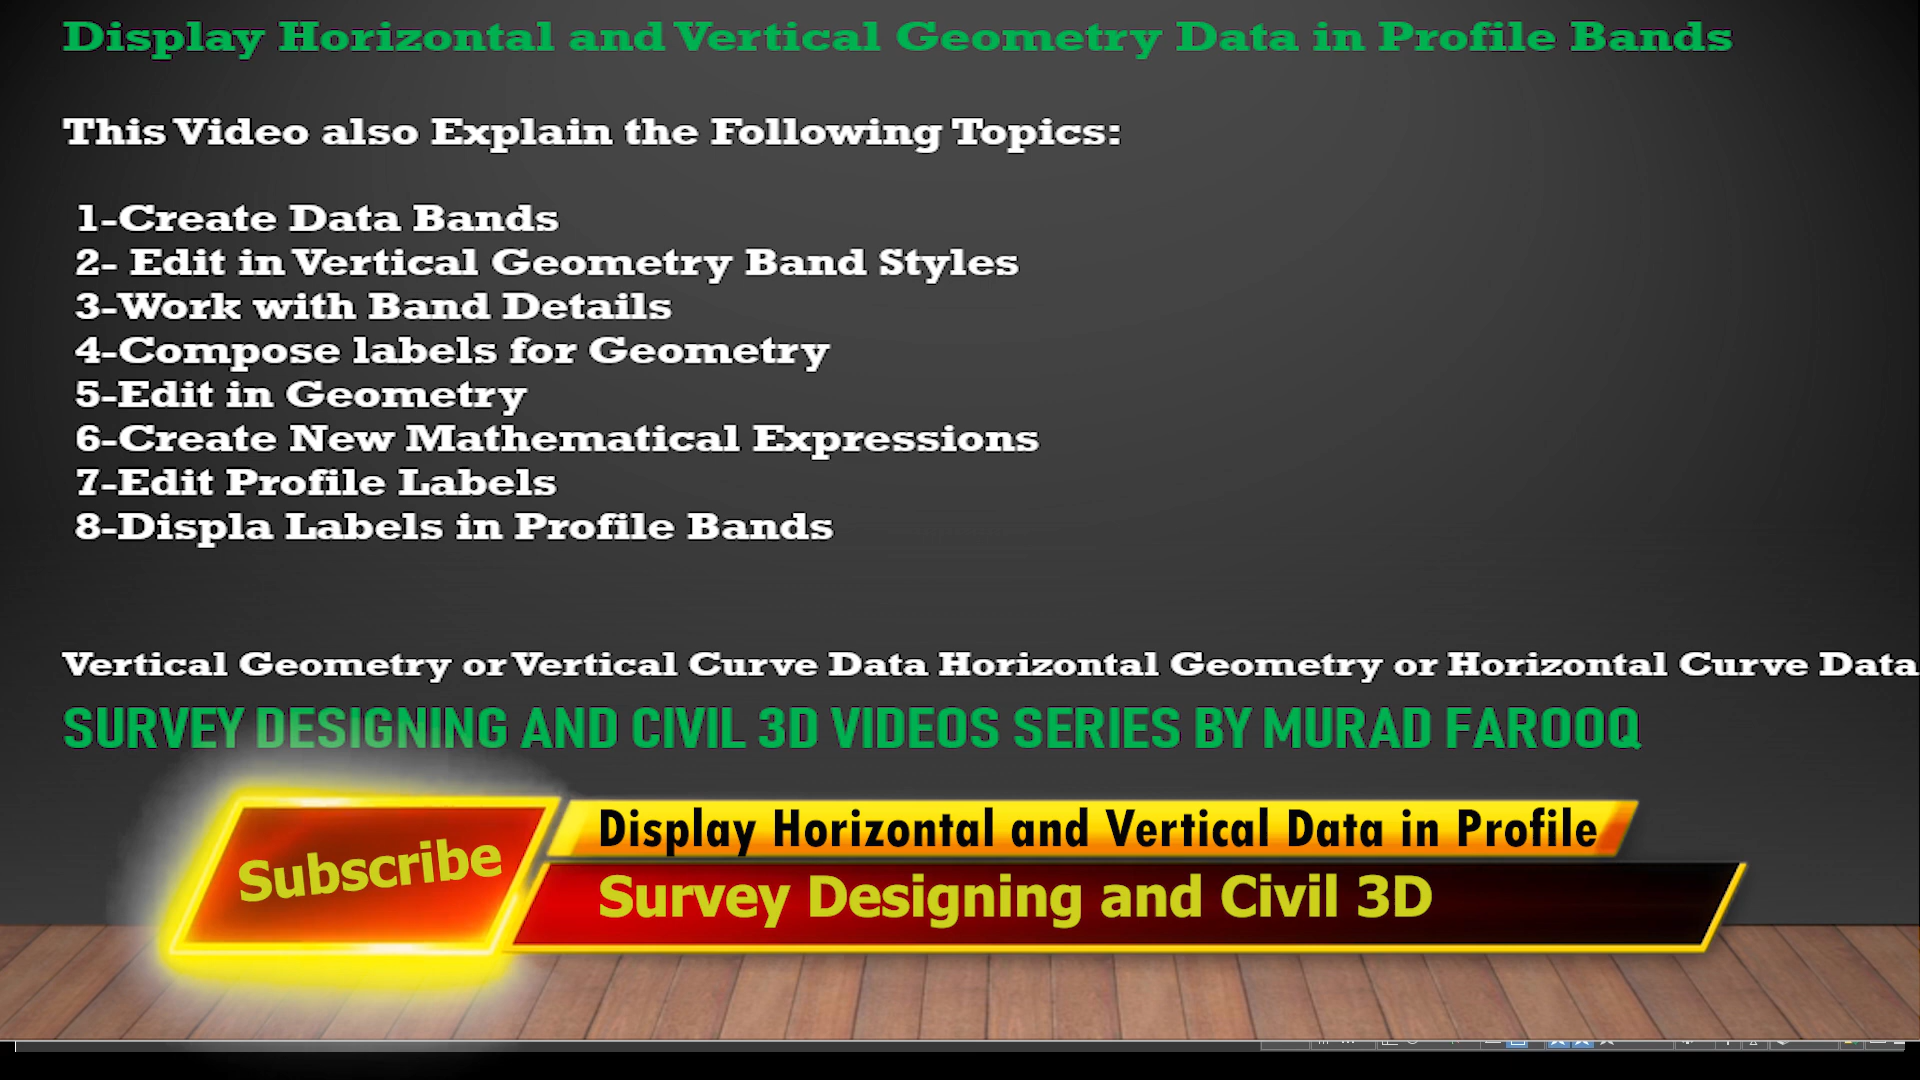 Display Horizontal and Vertical Geometry Data in Profile Bands
This Video also Explain the Following Topics:
1-Create Data Bands
2- Edit in Vertical Geometry Band Styles
3-Work with Band Details
4-Compose labels for Geometry
5-Edit in Geometry
6-Create New Mathematical Expressions
7-Edit Profile Labels
8-Displa Labels in Profile Bands
Vertical Geometry or Vertical Curve Data Horizontal Geometry or Horizontal Curve Data
SURVEY DESIGNING AND CIVIL 3D VIDEOS SERIES BY MURAD FAROOQ
Subscribe
Display Horizontal and Vertical Data in Profile
Survey Designing and Civil 3D